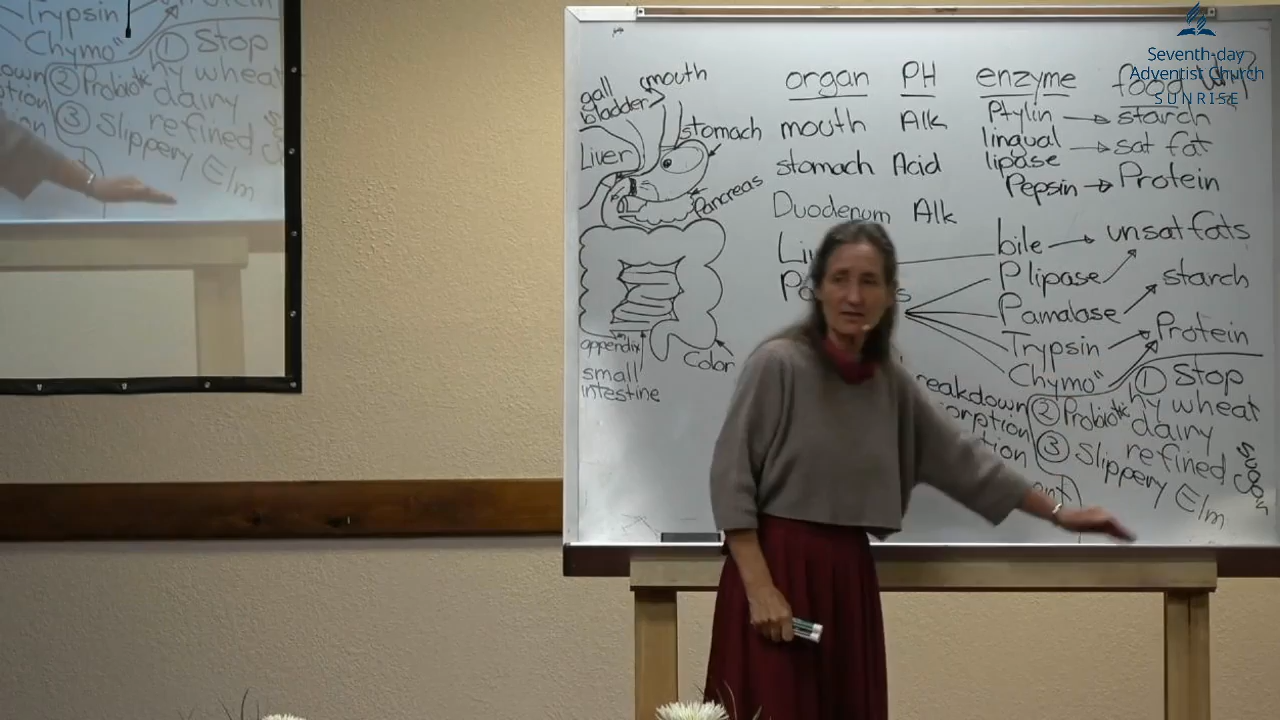 Trypsin
Chymo"
① Stop
② Probiotic
hy wheat
dairy
③ Slippery
refined
Elm
Seventh-day
Adventist Church
SUNRISE
gall
bladder
mouth
stomach
Liver
Pancreas
appendix
small
intestine
Colon
organ PH enzyme food
mouth Alk Ptylin → starch
lingual
lipase → sat fat
stomach Acid
Pepsin → Protein
Duodenum Alk
bile → unsat fats
P lipase
starch
Pamalase
Trypsin Protein
Chymo"
① Stop
② Probiotic hy wheat
dairy
③ Slippery refined
Elm
sugar